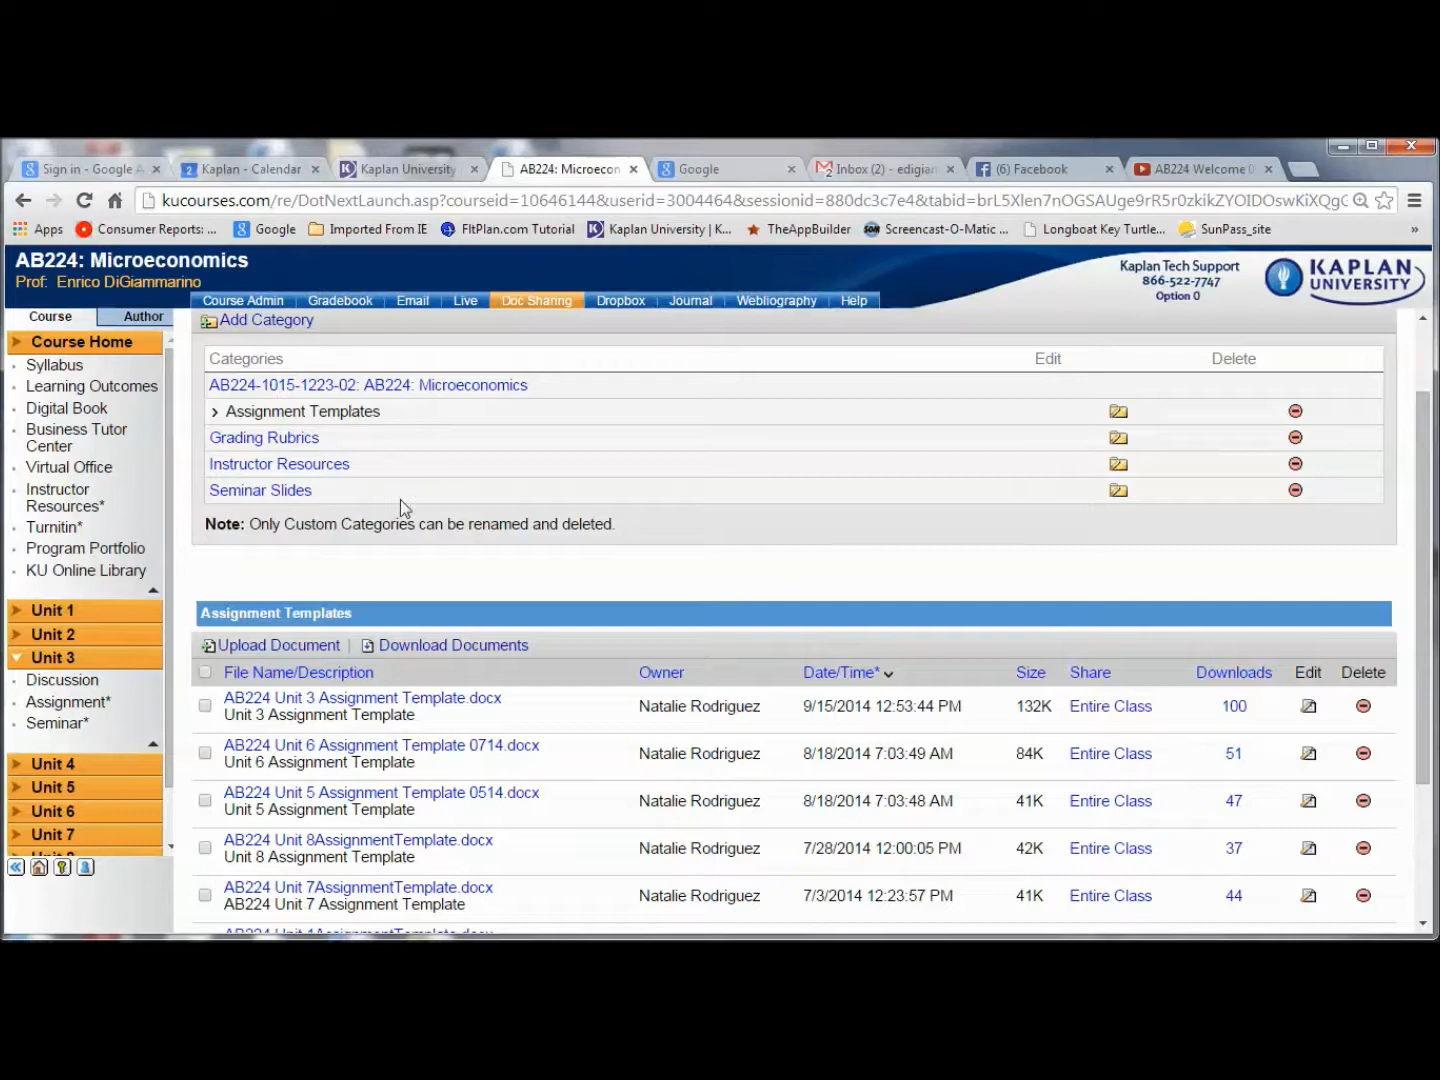 Sign in - Google A
2 Kaplan - Calendar
Kaplan University
AB224: Microecon
Google
Inbox (2) - edigian
(6) Facebook
AB224 Welcome
kucourses.com/re/DotNextLaunch.asp?courseid=10646144&userid=3004464&sessionid=880dc3c7e4&tabid=brL5Xlen7nOGSAUge9rR5r0zkikZYOIDOswKiXQgG
Apps
Consumer Reports: ...
Google
Imported From IE
FltPlan.com Tutorial
Kaplan University | K...
TheAppBuilder
Screencast-O-Matic ...
Longboat Key Turtle...
SunPass_site
»
AB224: Microeconomics
Prof: Enrico DiGiammarino
Kaplan Tech Support
866-522-7747
Option 0
KAPLAN
UNIVERSITY
Course Admin Gradebook Email Live Doc Sharing Dropbox Journal Webliography Help
Course Author
Course Home
Syllabus
Learning Outcomes
Digital Book
Business Tutor
Center
Virtual Office
Instructor
Resources*
Turnitin*
Program Portfolio
KU Online Library
Unit 1
Unit 2
Unit 3
Discussion
Assignment*
Seminar*
Unit 4
Unit 5
Unit 6
Unit 7
Add Category
Categories Edit Delete
AB224-1015-1223-02: AB224: Microeconomics
Assignment Templates
Grading Rubrics
Instructor Resources
Seminar Slides
Note: Only Custom Categories can be renamed and deleted.
Assignment Templates
Upload Document | Download Documents
File Name/Description Owner Date/Time* Size Share Downloads Edit Delete
AB224 Unit 3 Assignment Template.docx
Unit 3 Assignment Template
Natalie Rodriguez 9/15/2014 12:53:44 PM 132K Entire Class 100
AB224 Unit 6 Assignment Template 0714.docx
Unit 6 Assignment Template
Natalie Rodriguez 8/18/2014 7:03:49 AM 84K Entire Class 51
AB224 Unit 5 Assignment Template 0514.docx
Unit 5 Assignment Template
Natalie Rodriguez 8/18/2014 7:03:48 AM 41K Entire Class 47
AB224 Unit 8AssignmentTemplate.docx
Unit 8 Assignment Template
Natalie Rodriguez 7/28/2014 12:00:05 PM 42K Entire Class 37
AB224 Unit 7AssignmentTemplate.docx
AB224 Unit 7 Assignment Template
Natalie Rodriguez 7/3/2014 12:23:57 PM 41K Entire Class 44